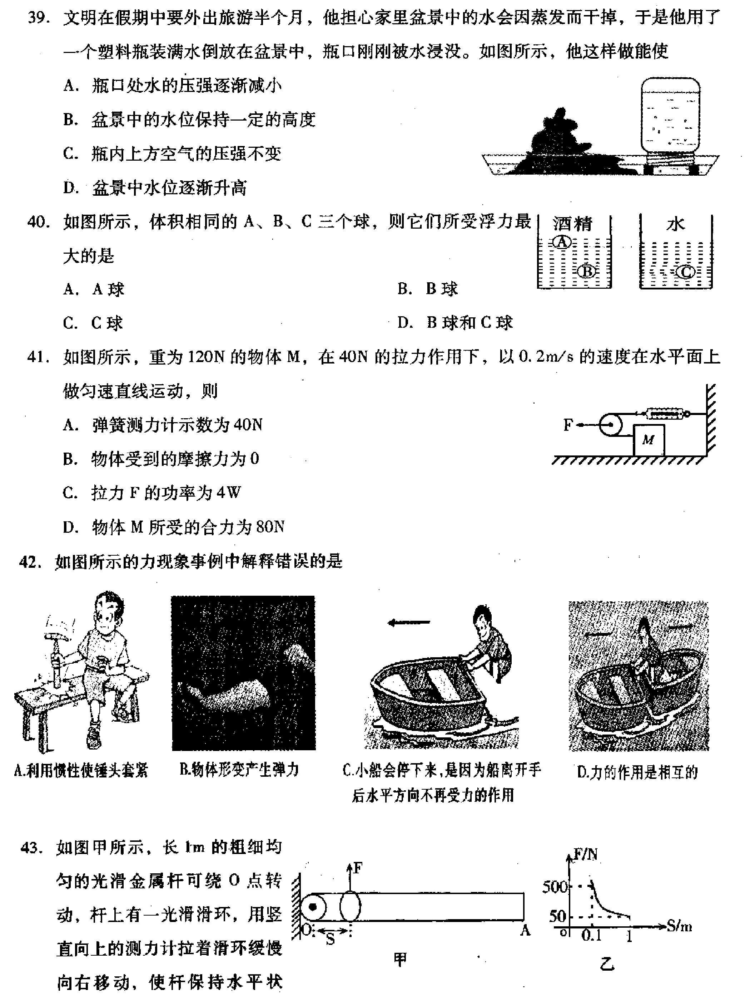 39. 文明在假期中要外出旅游半个月，他担心家里盆景中的水会因蒸发而干掉，于是他用了
一个塑料瓶装满水倒放在盆景中，瓶口刚刚被水浸没。如图所示，他这样做能使
A. 瓶口处水的压强逐渐减小
B. 盆景中的水位保持一定的高度
C. 瓶内上方空气的压强不变
D. 盆景中水位逐渐升高
40. 如图所示，体积相同的 A、B、C 三个球，则它们所受浮力最
大的是
酒精 水
A
B C
A. A 球 B. B 球
C. C 球 D. B 球和 C 球
41. 如图所示，重为 120N 的物体 M，在 40N 的拉力作用下，以 0.2m/s 的速度在水平面上
做匀速直线运动，则
A. 弹簧测力计示数为 40N
B. 物体受到的摩擦力为 0
C. 拉力 F 的功率为 4W
D. 物体 M 所受的合力为 80N
F
M
42. 如图所示的力现象事例中解释错误的是
A.利用惯性使锤头套紧 B.物体形变产生弹力 C.小船会停下来,是因为船离开手 D.力的作用是相互的
后水平方向不再受力的作用
43. 如图甲所示，长 1m 的粗细均
匀的光滑金属杆可绕 O 点转
动，杆上有一光滑滑环，用竖
直向上的测力计拉着滑环缓慢
向右移动，使杆保持水平状
F
O
S
A
甲
F/N
500
50
o 0.1 1 S/m
乙